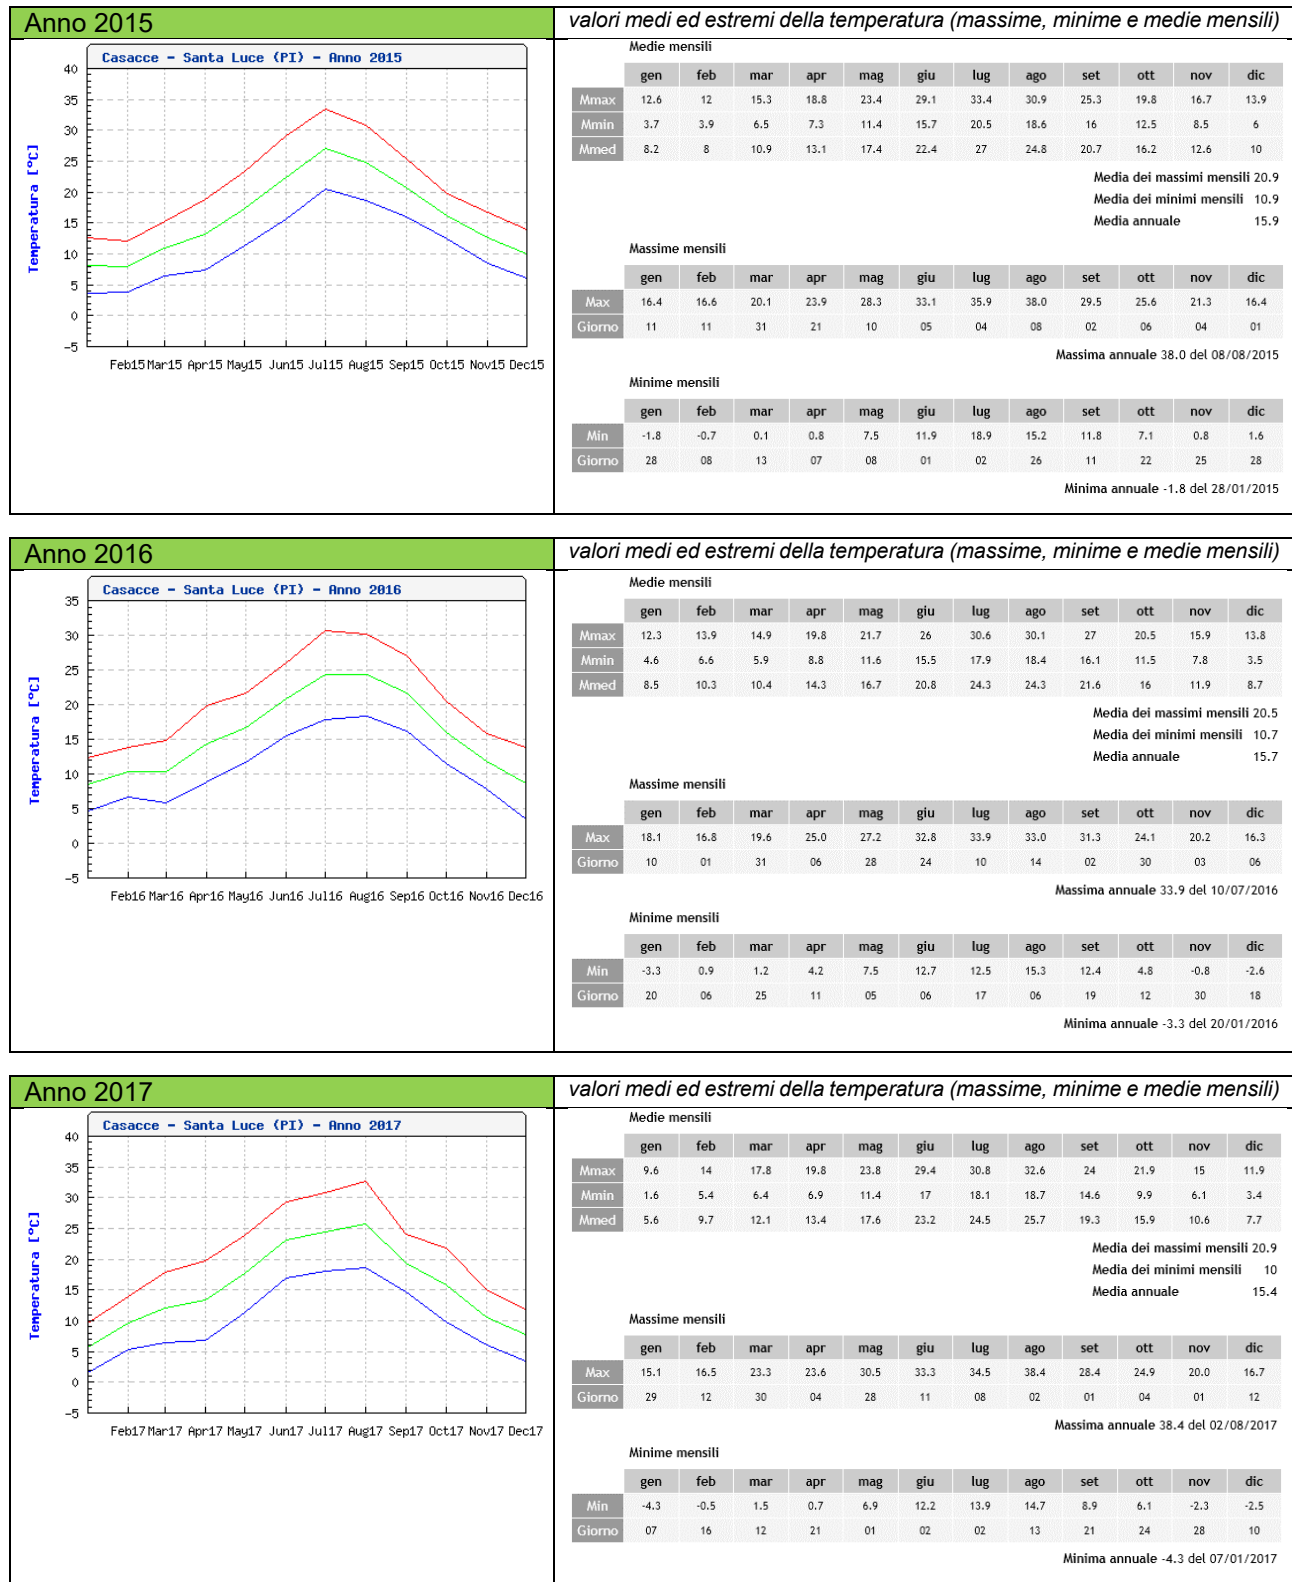 Anno 2015
valori medi ed estremi della temperatura (massime, minime e medie mensili)
Casacce - Santa Luce (PI) - Anno 2015
Temperatura [°C]
40
35
30
25
20
15
10
5
0
-5
Feb15 Mar15 Apr15 May15 Jun15 Jul15 Aug15 Sep15 Oct15 Nov15 Dec15
Medie mensili
gen feb mar apr mag giu lug ago set ott nov dic
Mmax 12.6 12 15.3 18.8 23.4 29.1 33.4 30.9 25.3 19.8 16.7 13.9
Mmin 3.7 3.9 6.5 7.3 11.4 15.7 20.5 18.6 16 12.5 8.5 6
Mmed 8.2 8 10.9 13.1 17.4 22.4 27 24.8 20.7 16.2 12.6 10
Media dei massimi mensili 20.9
Media dei minimi mensili 10.9
Media annuale 15.9
Massime mensili
gen feb mar apr mag giu lug ago set ott nov dic
Max 16.4 16.6 20.1 23.9 28.3 33.1 35.9 38.0 29.5 25.6 21.3 16.4
Giorno 11 11 31 21 10 05 04 08 02 06 04 01
Massima annuale 38.0 del 08/08/2015
Minime mensili
gen feb mar apr mag giu lug ago set ott nov dic
Min -1.8 -0.7 0.1 0.8 7.5 11.9 18.9 15.2 11.8 7.1 0.8 1.6
Giorno 28 08 13 07 08 01 02 26 11 22 25 28
Minima annuale -1.8 del 28/01/2015
Anno 2016
valori medi ed estremi della temperatura (massime, minime e medie mensili)
Casacce - Santa Luce (PI) - Anno 2016
Temperatura [°C]
35
30
25
20
15
10
5
0
-5
Feb16 Mar16 Apr16 May16 Jun16 Jul16 Aug16 Sep16 Oct16 Nov16 Dec16
Medie mensili
gen feb mar apr mag giu lug ago set ott nov dic
Mmax 12.3 13.9 14.9 19.8 21.7 26 30.6 30.1 27 20.5 15.9 13.8
Mmin 4.6 6.6 5.9 8.8 11.6 15.5 17.9 18.4 16.1 11.5 7.8 3.5
Mmed 8.5 10.3 10.4 14.3 16.7 20.8 24.3 24.3 21.6 16 11.9 8.7
Media dei massimi mensili 20.5
Media dei minimi mensili 10.7
Media annuale 15.7
Massime mensili
gen feb mar apr mag giu lug ago set ott nov dic
Max 18.1 16.8 19.6 25.0 27.2 32.8 33.9 33.0 31.3 24.1 20.2 16.3
Giorno 10 01 31 06 28 24 10 14 02 30 03 06
Massima annuale 33.9 del 10/07/2016
Minime mensili
gen feb mar apr mag giu lug ago set ott nov dic
Min -3.3 0.9 1.2 4.2 7.5 12.7 12.5 15.3 12.4 4.8 -0.8 -2.6
Giorno 20 06 25 11 05 06 17 06 19 12 30 18
Minima annuale -3.3 del 20/01/2016
Anno 2017
valori medi ed estremi della temperatura (massime, minime e medie mensili)
Casacce - Santa Luce (PI) - Anno 2017
Temperatura [°C]
40
35
30
25
20
15
10
5
0
-5
Feb17 Mar17 Apr17 May17 Jun17 Jul17 Aug17 Sep17 Oct17 Nov17 Dec17
Medie mensili
gen feb mar apr mag giu lug ago set ott nov dic
Mmax 9.6 14 17.8 19.8 23.8 29.4 30.8 32.6 24 21.9 15 11.9
Mmin 1.6 5.4 6.4 6.9 11.4 17 18.1 18.7 14.6 9.9 6.1 3.4
Mmed 5.6 9.7 12.1 13.4 17.6 23.2 24.5 25.7 19.3 15.9 10.6 7.7
Media dei massimi mensili 20.9
Media dei minimi mensili 10
Media annuale 15.4
Massime mensili
gen feb mar apr mag giu lug ago set ott nov dic
Max 15.1 16.5 23.3 23.6 30.5 33.3 34.5 38.4 28.4 24.9 20.0 16.7
Giorno 29 12 30 04 28 11 08 02 01 04 01 12
Massima annuale 38.4 del 02/08/2017
Minime mensili
gen feb mar apr mag giu lug ago set ott nov dic
Min -4.3 -0.5 1.5 0.7 6.9 12.2 13.9 14.7 8.9 6.1 -2.3 -2.5
Giorno 07 16 12 21 01 02 02 13 21 24 28 10
Minima annuale -4.3 del 07/01/2017